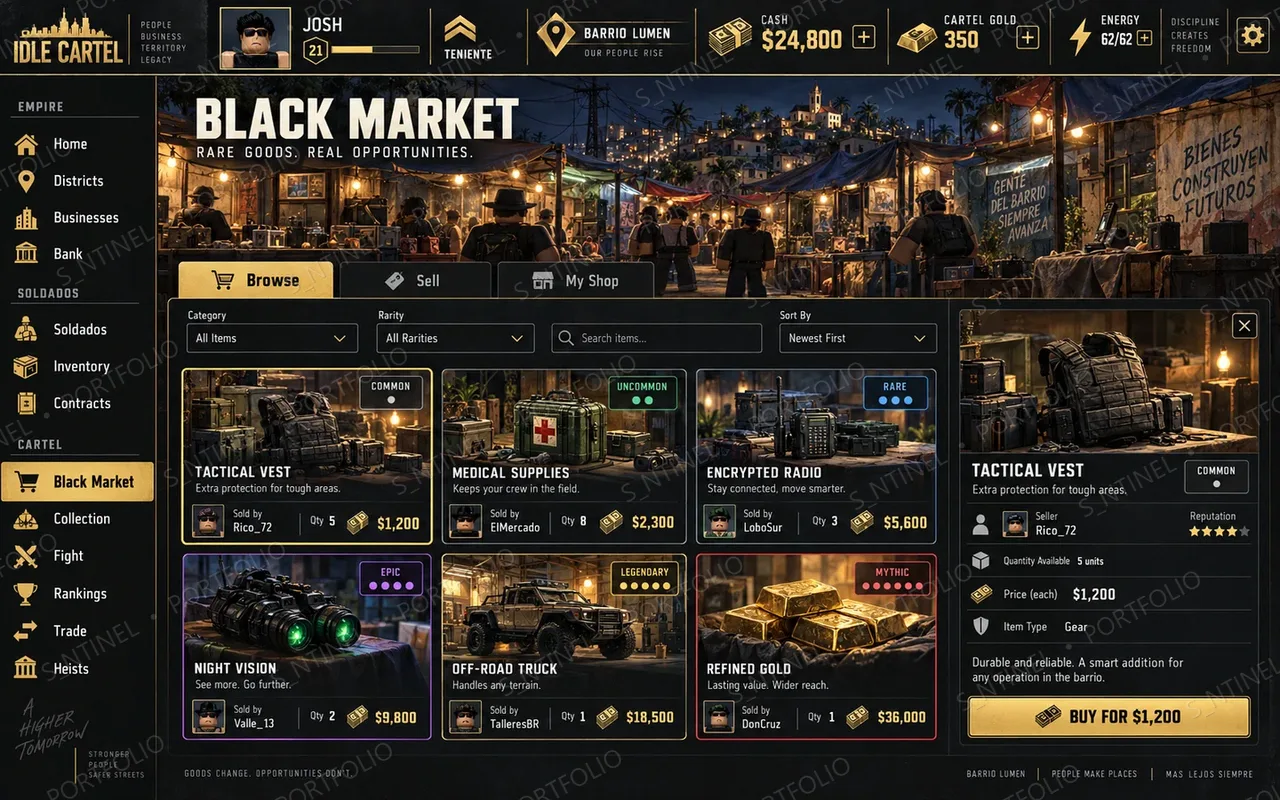 IDLE CARTEL
PEOPLE
BUSINESS
TERRITORY
LEGACY
JOSH
21
TENIENTE
BARRIO LUMEN
OUR PEOPLE RISE
CASH
$24,800
CARTEL GOLD
350
ENERGY
62/62
DISCIPLINE
CREATES
FREEDOM
EMPIRE
Home
Districts
Businesses
Bank
SOLDADOS
Soldados
Inventory
Contracts
CARTEL
Black Market
Collection
Fight
Rankings
Trade
Heists
A
HIGHER
TOMORROW
STRONGER
PEOPLE
SAFER STREETS
BLACK MARKET
RARE GOODS. REAL OPPORTUNITIES.
GENTE
DEL BARRIO
SIEMPRE
AVANZA
BIENES
CONSTRUYEN
FUTUROS
Browse
Sell
My Shop
Category
All Items
Rarity
All Rarities
Search items...
Sort By
Newest First
COMMON
TACTICAL VEST
Extra protection for tough areas.
Sold by
Rico_72
Qty 5
$1,200
UNCOMMON
MEDICAL SUPPLIES
Keeps your crew in the field.
Sold by
ElMercado
Qty 8
$2,300
RARE
ENCRYPTED RADIO
Stay connected, move smarter.
Sold by
LoboSur
Qty 3
$5,600
EPIC
NIGHT VISION
See more. Go further.
Sold by
Valle_13
Qty 2
$9,800
LEGENDARY
OFF-ROAD TRUCK
Handles any terrain.
Sold by
TalleresBR
Qty 1
$18,500
MYTHIC
REFINED GOLD
Lasting value. Wider reach.
Sold by
DonCruz
Qty 1
$36,000
TACTICAL VEST
COMMON
Extra protection for tough areas.
Seller
Rico_72
Reputation
Quantity Available 5 units
Price (each) $1,200
Item Type Gear
Durable and reliable. A smart addition for
any operation in the barrio.
BUY FOR $1,200
GOODS CHANGE. OPPORTUNITIES DON'T.
BARRIO LUMEN
PEOPLE MAKE PLACES
MAS LEJOS SIEMPRE
S_NTINEL
PORTFOLIO